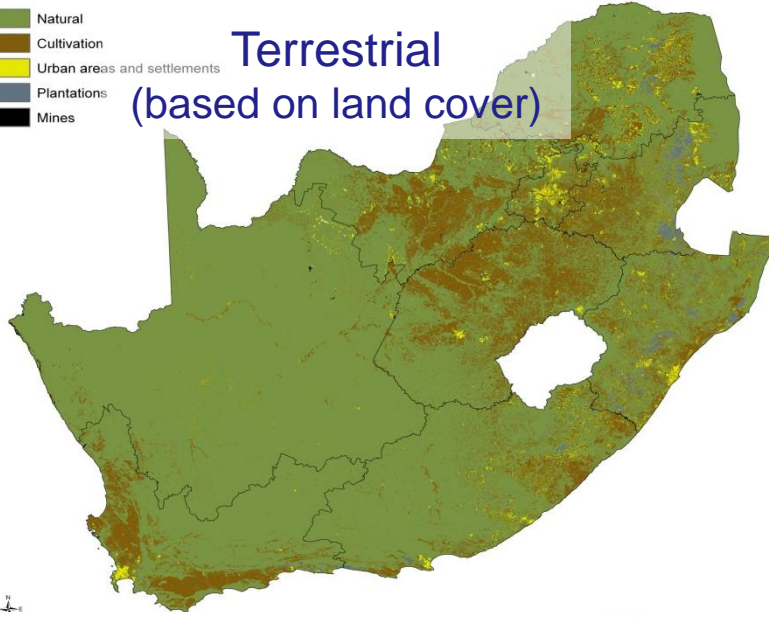 Natural
Cultivation
Urban areas and settlements
Plantations
Mines
Terrestrial
(based on land cover)
N
E